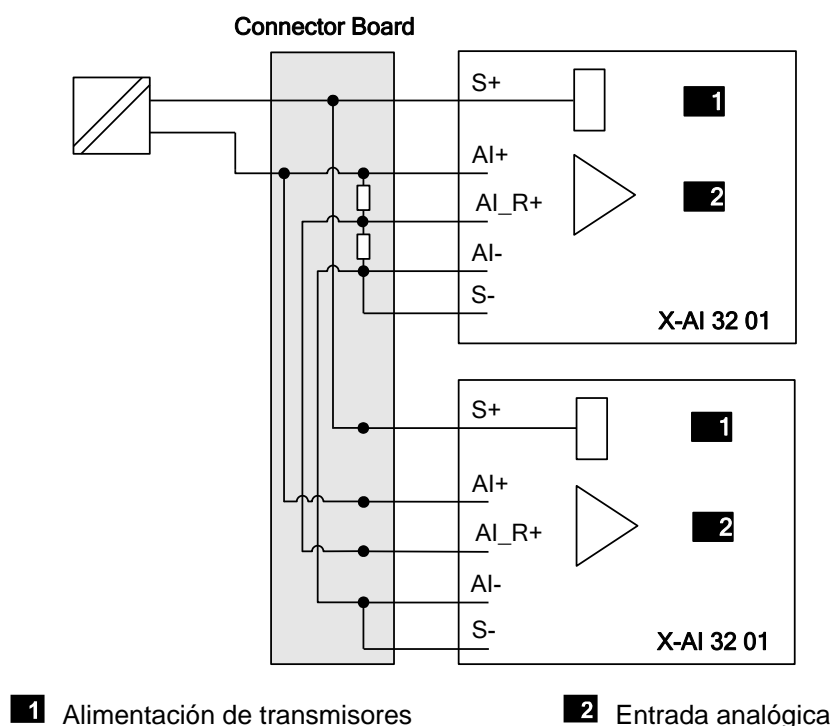 Connector Board
S+
1
AI+
AI_R+
2
AI-
S-
X-AI 32 01
S+
1
AI+
AI_R+
2
AI-
S-
X-AI 32 01
1 Alimentación de transmisores
2 Entrada analógica